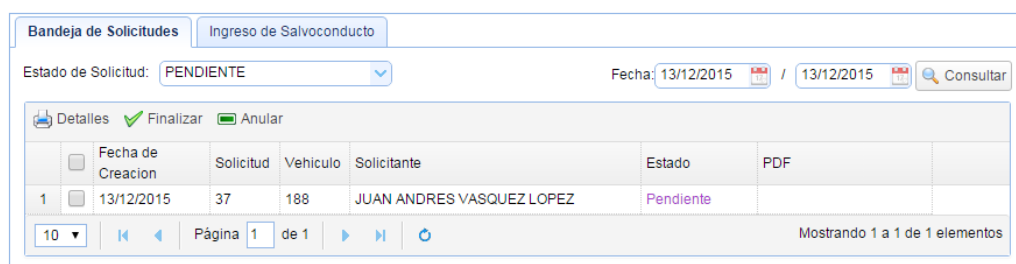 Bandeja de Solicitudes Ingreso de Salvoconducto
Estado de Solicitud: PENDIENTE Fecha: 13/12/2015 / 13/12/2015 Consultar
Detalles Finalizar Anular
Fecha de Creacion Solicitud Vehiculo Solicitante Estado PDF
1 13/12/2015 37 188 JUAN ANDRES VASQUEZ LOPEZ Pendiente
10 Página 1 de 1 Mostrando 1 a 1 de 1 elementos